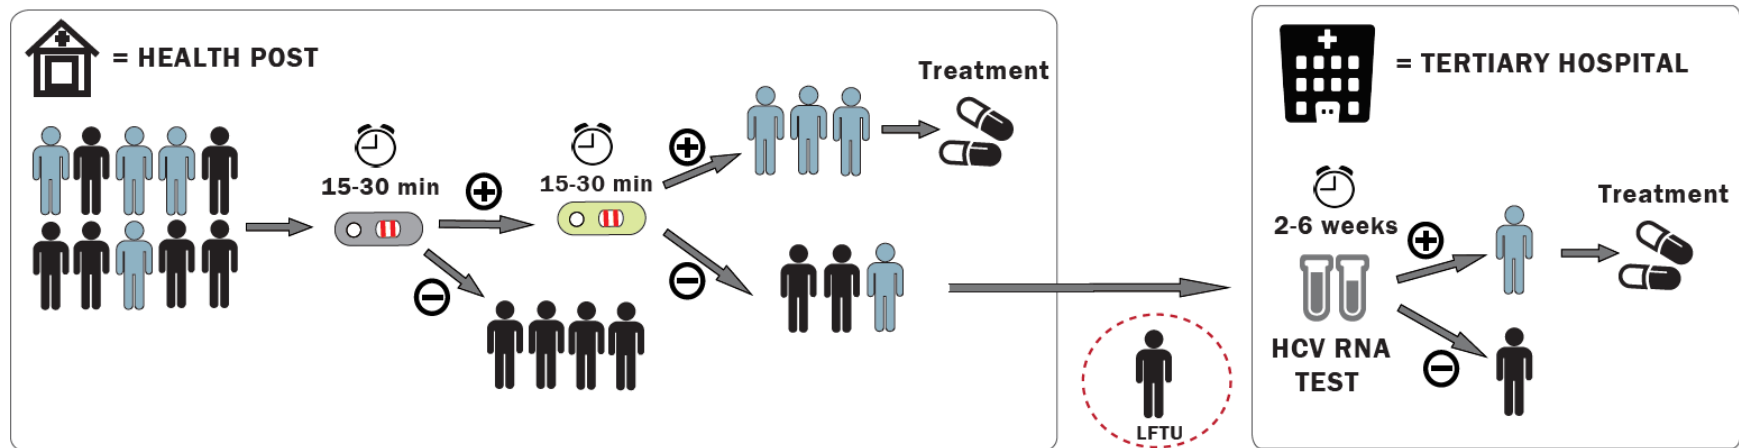 = HEALTH POST
15-30 min
15-30 min
Treatment
LFTU
= TERTIARY HOSPITAL
2-6 weeks
HCV RNA
TEST
Treatment